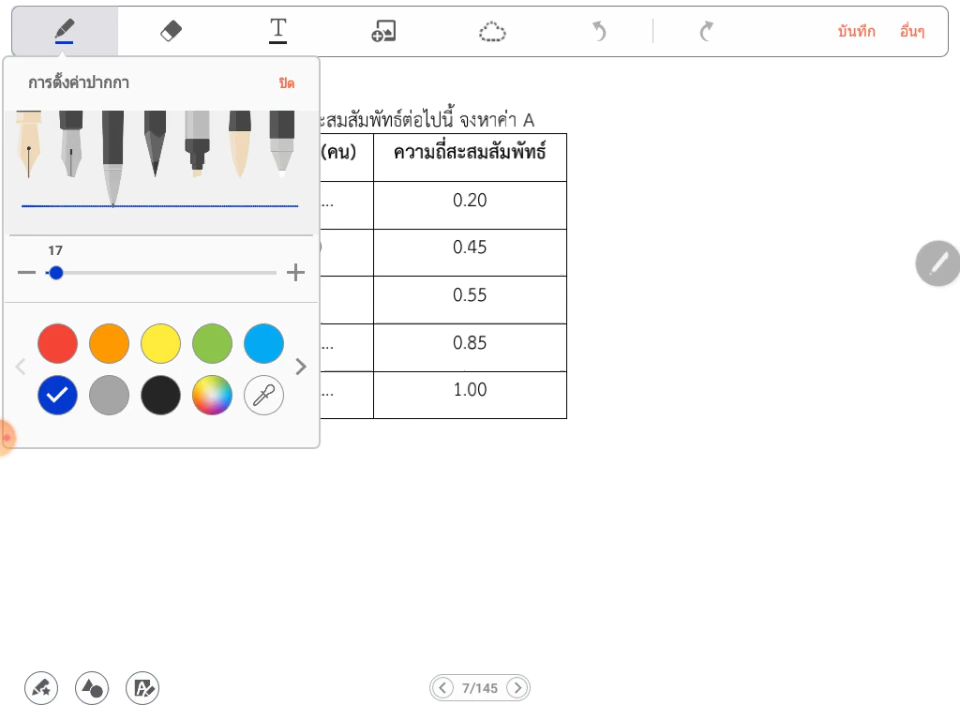 T บันทึก อื่นๆ
การตั้งค่าปากกา ปิด
ะสมสัมพัทธ์ต่อไปนี้ จงหาค่า A
(คน) ความถี่สะสมสัมพัทธ์
... 0.20
17
) 0.45
0.55
... 0.85
... 1.00
7/145